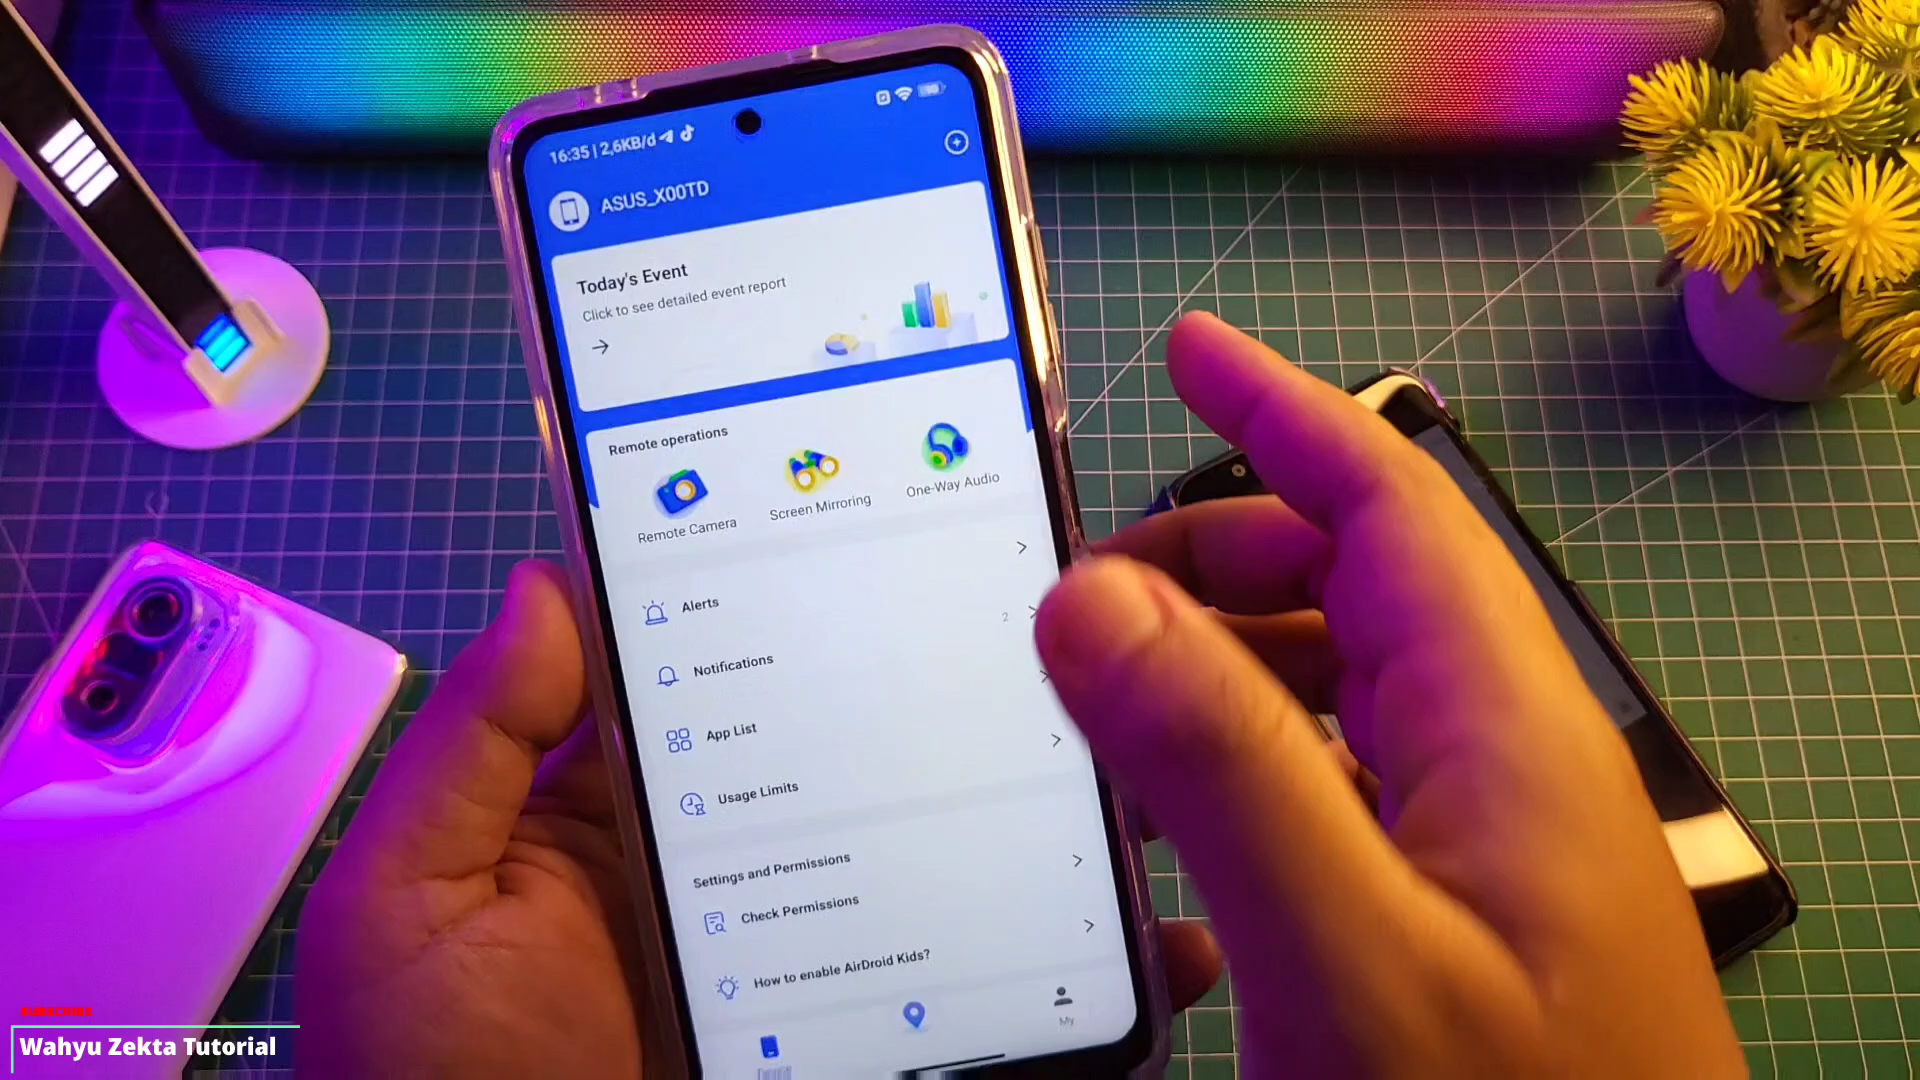 16:35 | 2,6KB/d
ASUS_X00TD
Today's Event
Click to see detailed event report
Remote operations
Remote Camera
Screen Mirroring
One-Way Audio
Alerts
2
Notifications
App List
Usage Limits
Settings and Permissions
Check Permissions
How to enable AirDroid Kids?
My
SUBSCRIBE
Wahyu Zekta Tutorial